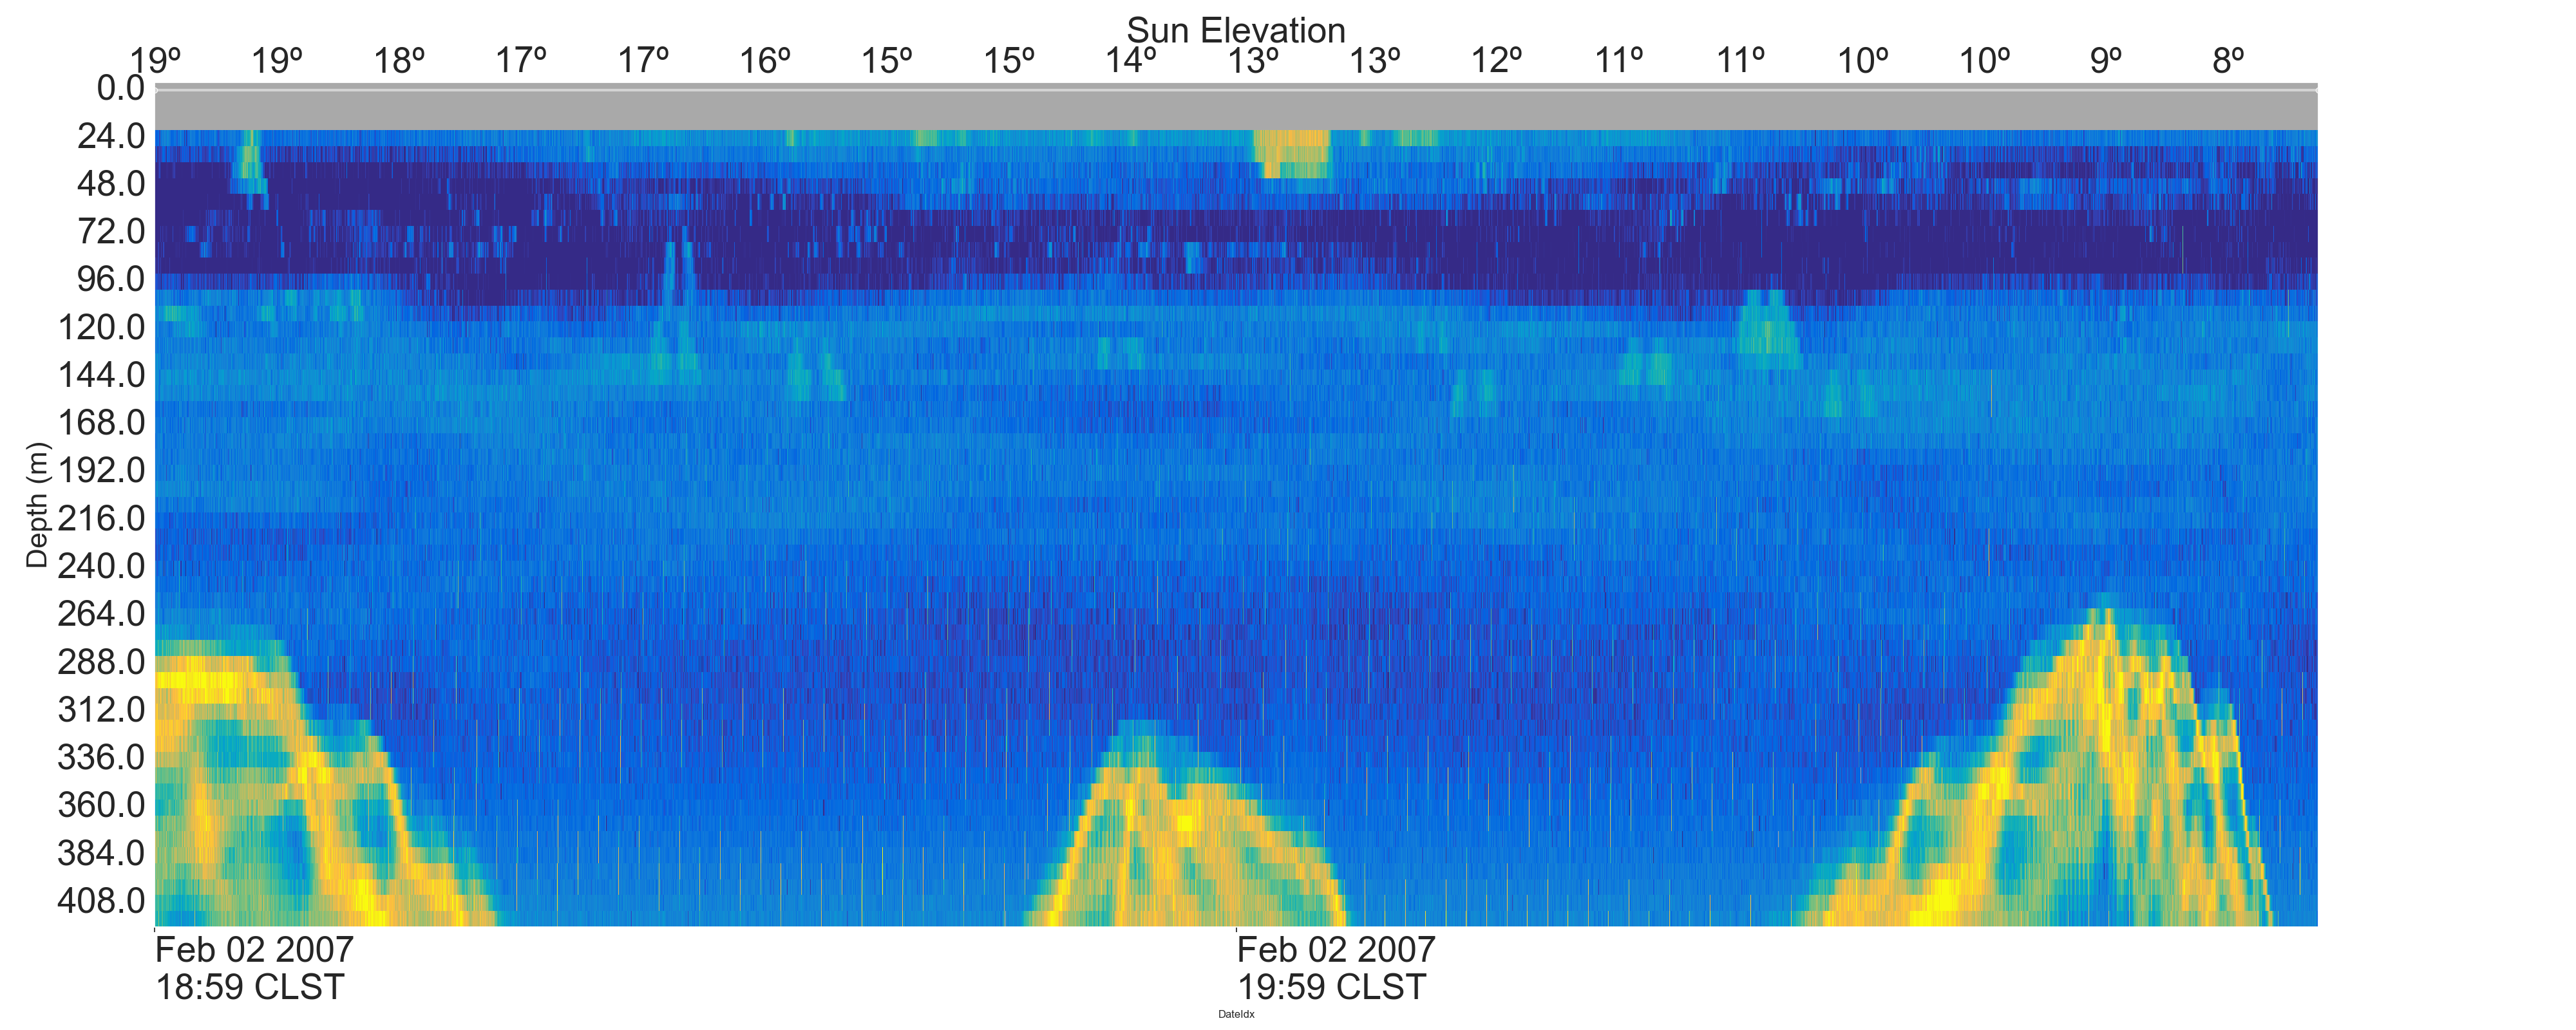 Sun Elevation
19º 19º 18º 17º 17º 16º 15º 15º 14º 13º 13º 12º 11º 11º 10º 10º 9º 8º
0.0
24.0
48.0
72.0
96.0
120.0
144.0
168.0
192.0
216.0
240.0
264.0
288.0
312.0
336.0
360.0
384.0
408.0
Depth (m)
Feb 02 2007
18:59 CLST
Feb 02 2007
19:59 CLST
DateIdx